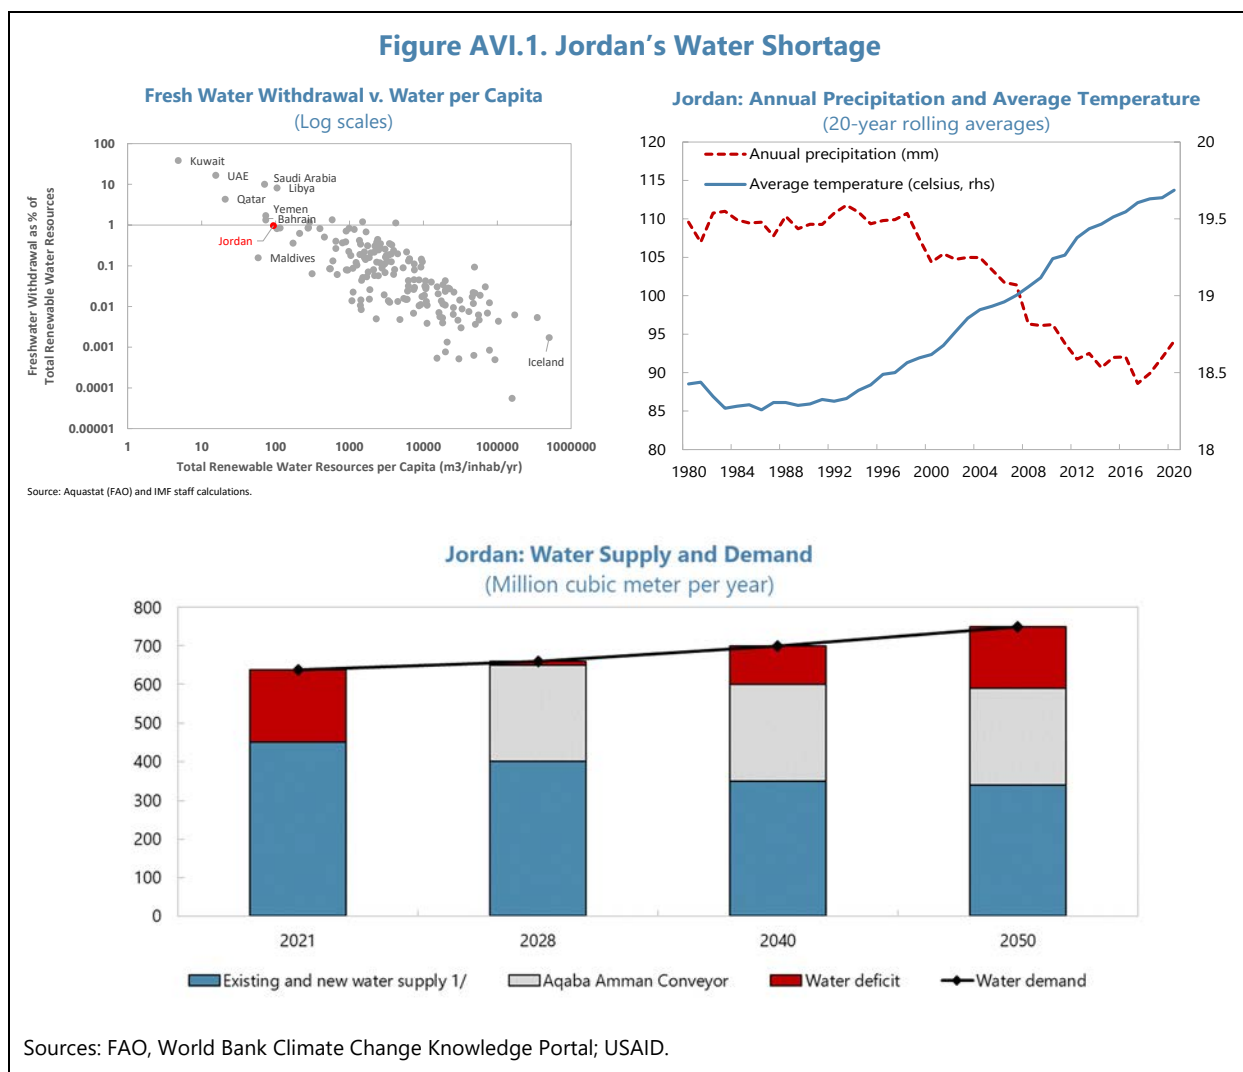 Figure AVI.1. Jordan's Water Shortage
Fresh Water Withdrawal v. Water per Capita
(Log scales)
Freshwater Withdrawal as % of
Total Renewable Water Resources
100
10
1
0.1
0.01
0.001
0.0001
0.00001
Kuwait
UAE
Saudi Arabia
Libya
Qatar
Yemen
Bahrain
Jordan
Maldives
Iceland
1
10
100
1000
10000
100000
1000000
Total Renewable Water Resources per Capita (m3/inhab/yr)
Source: Aquastat (FAO) and IMF staff calculations.
Jordan: Annual Precipitation and Average Temperature
(20-year rolling averages)
Anuual precipitation (mm)
Average temperature (celsius, rhs)
120
115
110
105
100
95
90
85
80
20
19.5
19
18.5
18
1980 1984 1988 1992 1996 2000 2004 2008 2012 2016 2020
Jordan: Water Supply and Demand
(Million cubic meter per year)
800
700
600
500
400
300
200
100
0
2021
2028
2040
2050
Existing and new water supply 1/
Aqaba Amman Conveyor
Water deficit
Water demand
Sources: FAO, World Bank Climate Change Knowledge Portal; USAID.